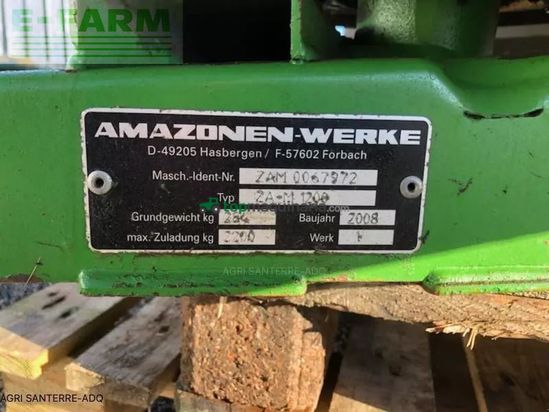 E-FARM
AMAZONEN-WERKE
D-49205 Hasbergen / F-57602 Forbach
Masch.-Ident-Nr. ZAM 0067972
Typ ZA-M 1200
Grundgewicht kg Baujahr 2008
max. Zuladung kg Werk 1
AGRI SANTERRE-ADQ
AGRI SANTERRE-ADQ